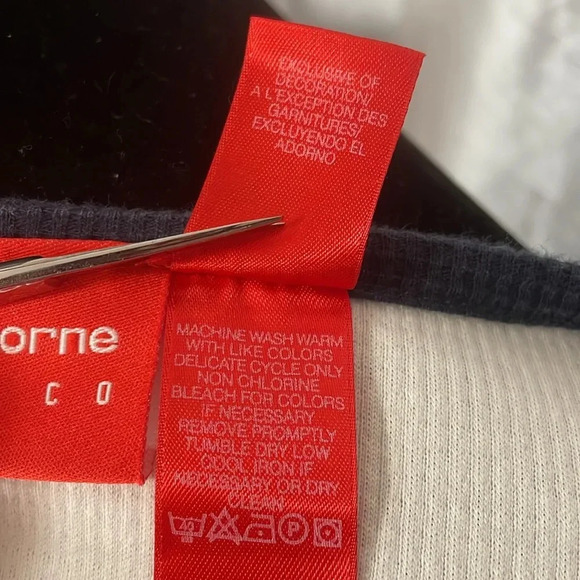 EXCLUSIVE OF
DECORATION/
A L'EXCEPTION DES
GARNITURES/
EXCLUYENDO EL
ADORNO
orne
C O
MACHINE WASH WARM
WITH LIKE COLORS
DELICATE CYCLE ONLY
NON CHLORINE
BLEACH FOR COLORS
IF NECESSARY
REMOVE PROMPTLY
TUMBLE DRY LOW
COOL IRON IF
NECESSARY OR DRY
CLEAN.
40
P